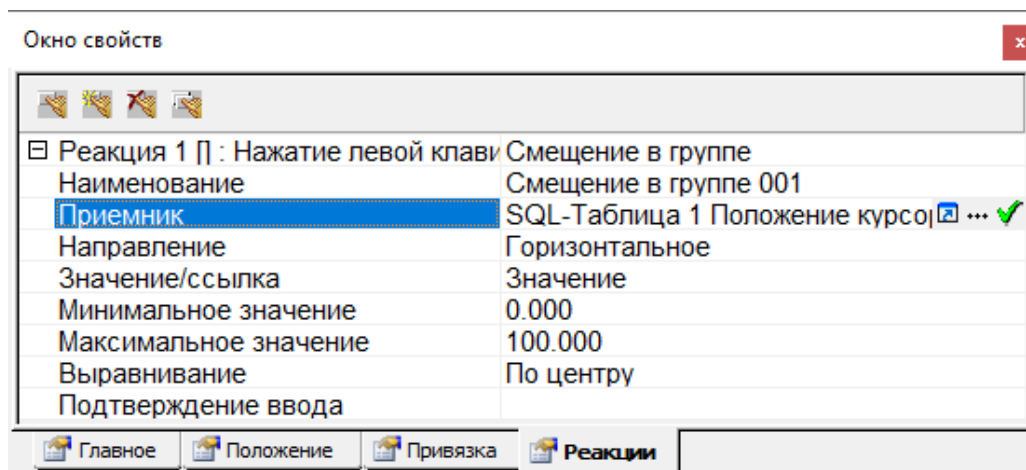 Окно свойств
x
Реакция 1 [] : Нажатие левой клави Смещение в группе
Наименование Смещение в группе 001
Приемник SQL-Таблица 1 Положение курсор ...
Направление Горизонтальное
Значение/ссылка Значение
Минимальное значение 0.000
Максимальное значение 100.000
Выравнивание По центру
Подтверждение ввода
Главное Положение Привязка Реакции